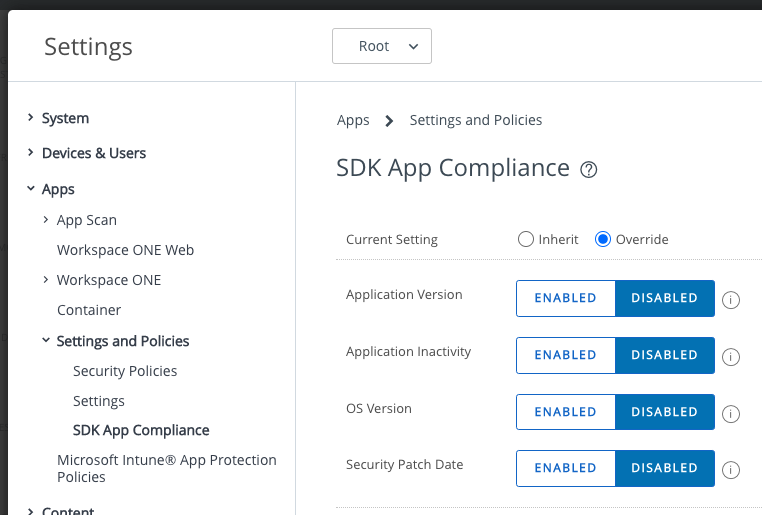 Settings
Root
System
Devices & Users
Apps
App Scan
Workspace ONE Web
Workspace ONE
Container
Settings and Policies
Security Policies
Settings
SDK App Compliance
Microsoft Intune® App Protection
Policies
Content
Apps Settings and Policies
SDK App Compliance
Current Setting Inherit Override
Application Version ENABLED DISABLED
Application Inactivity ENABLED DISABLED
OS Version ENABLED DISABLED
Security Patch Date ENABLED DISABLED